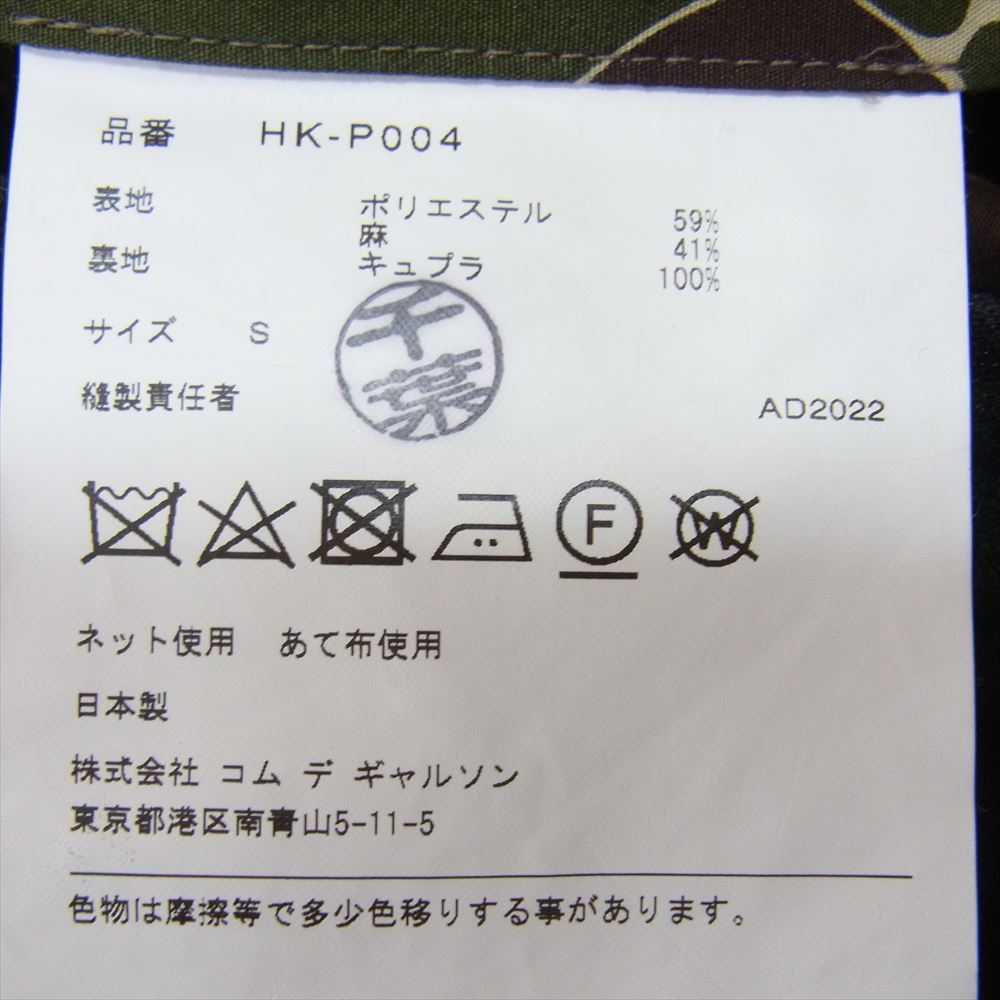 品番 HK-P004
表地 ポリエステル 59%
麻 41%
裏地 キュプラ 100%
サイズ S
縫製責任者 千葉 AD2022
F W
ネット使用 あて布使用
日本製
株式会社 コム デ ギャルソン
東京都港区南青山5-11-5
色物は摩擦等で多少色移りする事があります。